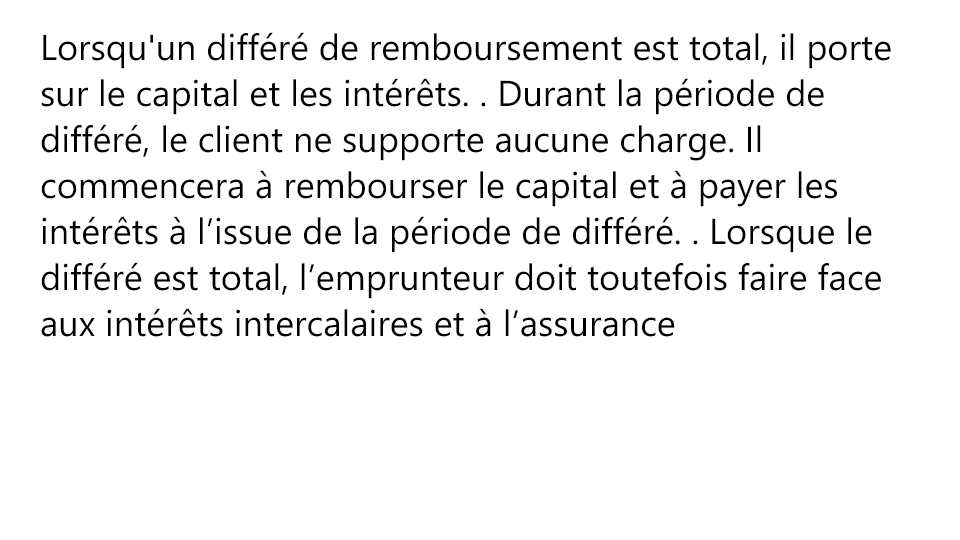 Lorsqu'un différé de remboursement est total, il porte
sur le capital et les intérêts. . Durant la période de
différé, le client ne supporte aucune charge. Il
commencera à rembourser le capital et à payer les
intérêts à l’issue de la période de différé. . Lorsque le
différé est total, l’emprunteur doit toutefois faire face
aux intérêts intercalaires et à l’assurance